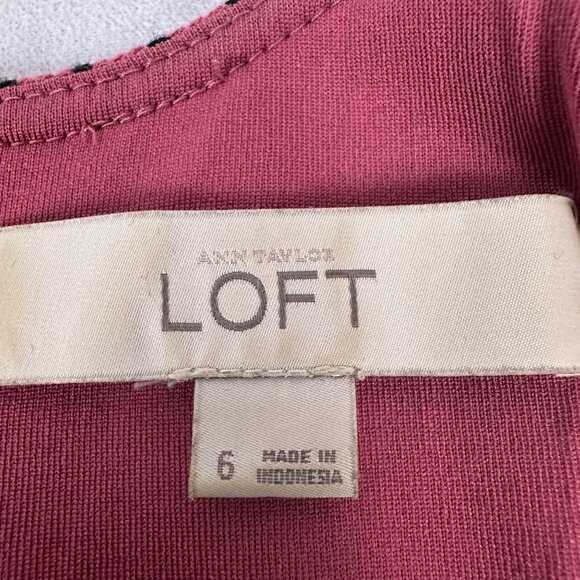 ANN TAYLOR
LOFT
6
MADE IN
INDONESIA